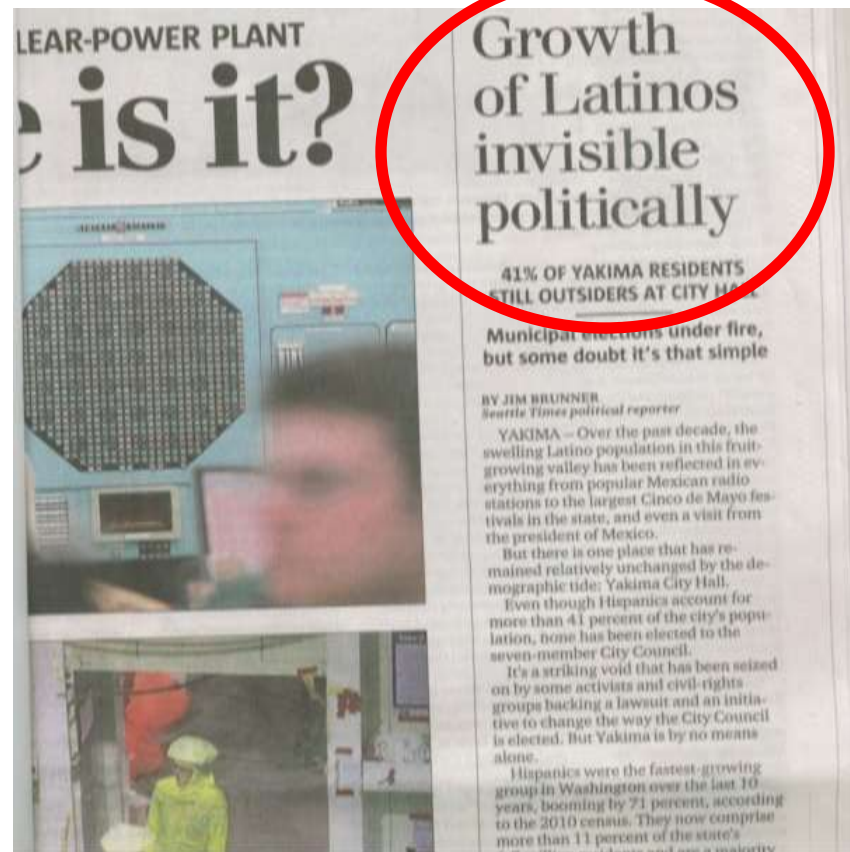 LEAR-POWER PLANT
e is it?
Growth
of Latinos
invisible
politically
41% OF YAKIMA RESIDENTS
STILL OUTSIDERS AT CITY HALL
Municipal elections under fire,
but some doubt it's that simple
BY JIM BRUNNER
Seattle Times political reporter
YAKIMA — Over the past decade, the
swelling Latino population in this fruit-
growing valley has been reflected in ev-
erything from popular Mexican radio
stations to the largest Cinco de Mayo fes-
tivals in the state, and even a visit from
the president of Mexico.
But there is one place that has re-
mained relatively unchanged by the de-
mographic tide: Yakima City Hall.
Even though Hispanics account for
more than 41 percent of the city's popu-
lation, none has been elected to the
seven-member City Council.
It's a striking void that has been seized
on by some activists and civil-rights
groups backing a lawsuit and an initia-
tive to change the way the City Council
is elected. But Yakima is by no means
alone.
Hispanics were the fastest-growing
group in Washington over the last 10
years, booming by 71 percent, according
to the 2010 census. They now comprise
more than 11 percent of the state's